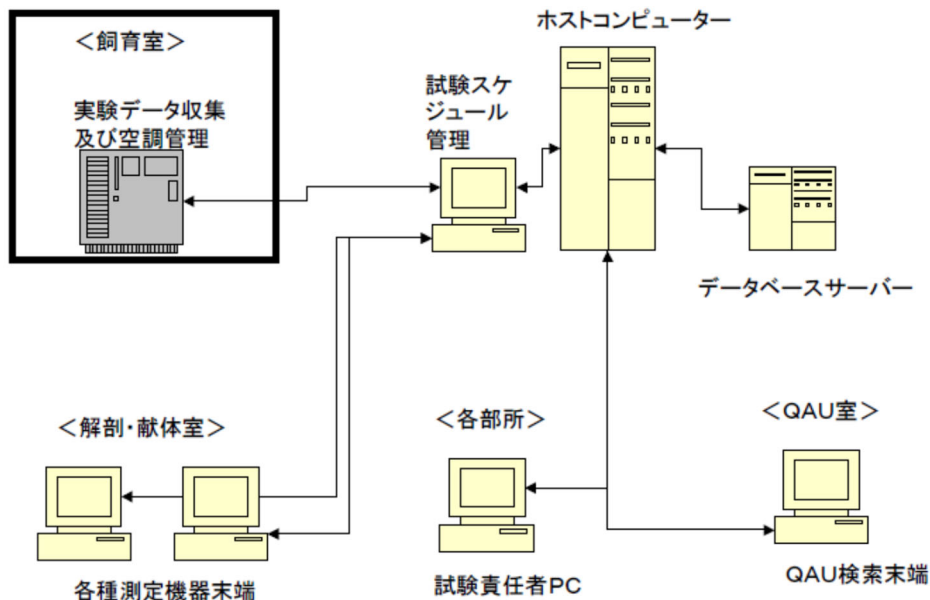 ホストコンピューター
<飼育室>
試験スケ
ジュール
管理
実験データ収集
及び空調管理
データベースサーバー
<解剖・献体室>
<各部所>
<QAU室>
各種測定機器末端
試験責任者PC
QAU検索末端